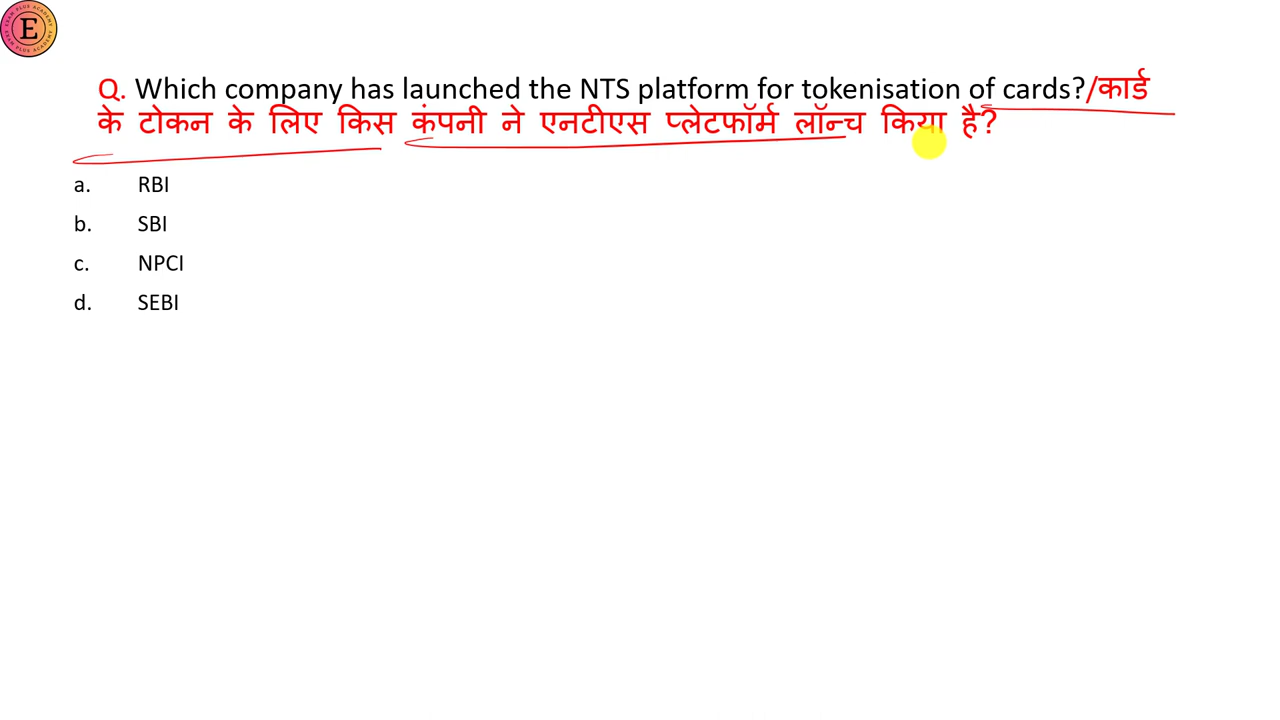 E
Q. Which company has launched the NTS platform for tokenisation of cards?/कार्ड
के टोकन के लिए किस कंपनी ने एनटीएस प्लेटफॉर्म लॉन्च किया है?
a. RBI
b. SBI
c. NPCI
d. SEBI